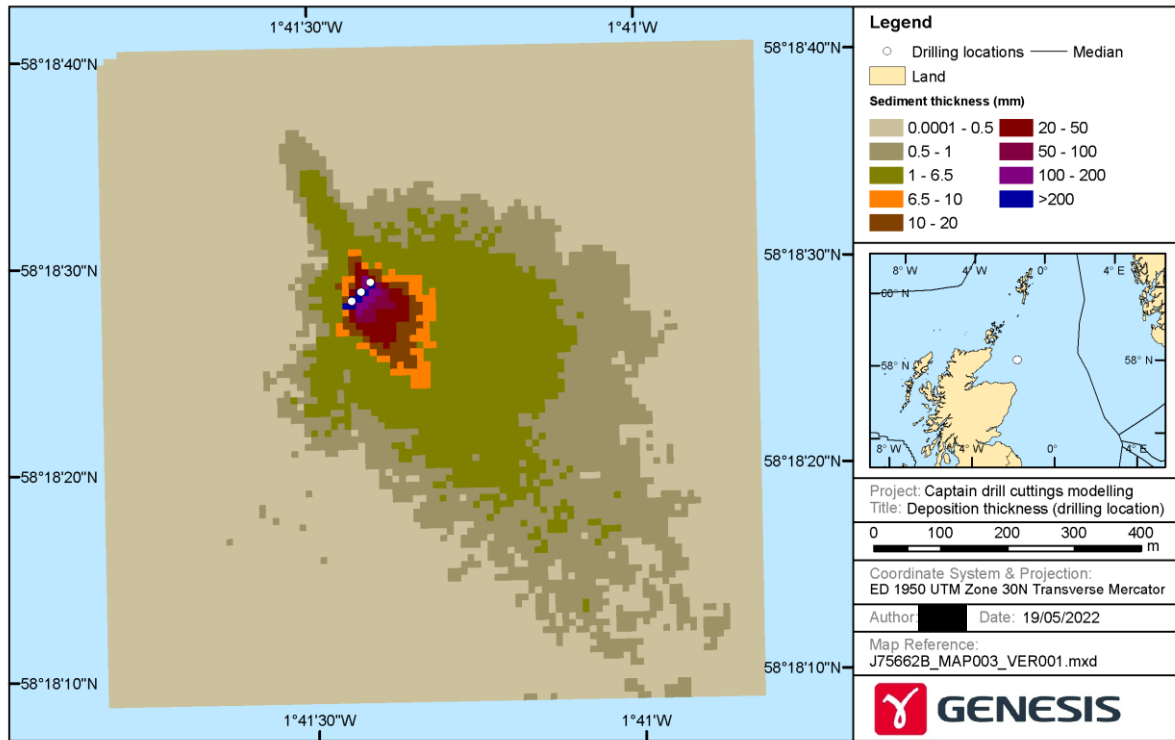 1°41'30"W
1°41'W
58°18'40"N
58°18'40"N
58°18'30"N
58°18'30"N
58°18'20"N
58°18'20"N
58°18'10"N
58°18'10"N
1°41'30"W
1°41'W
Legend
Drilling locations
Median
Land
Sediment thickness (mm)
0.0001 - 0.5
20 - 50
0.5 - 1
50 - 100
1 - 6.5
100 - 200
6.5 - 10
>200
10 - 20
8° W
4° W
0°
4° E
60° N
58° N
58° N
8° W
4° W
0°
4° E
Project: Captain drill cuttings modelling
Title: Deposition thickness (drilling location)
0 100 200 300 400
m
Coordinate System & Projection:
ED 1950 UTM Zone 30N Transverse Mercator
Author: Date: 19/05/2022
Map Reference:
J75662B_MAP003_VER001.mxd
GENESIS